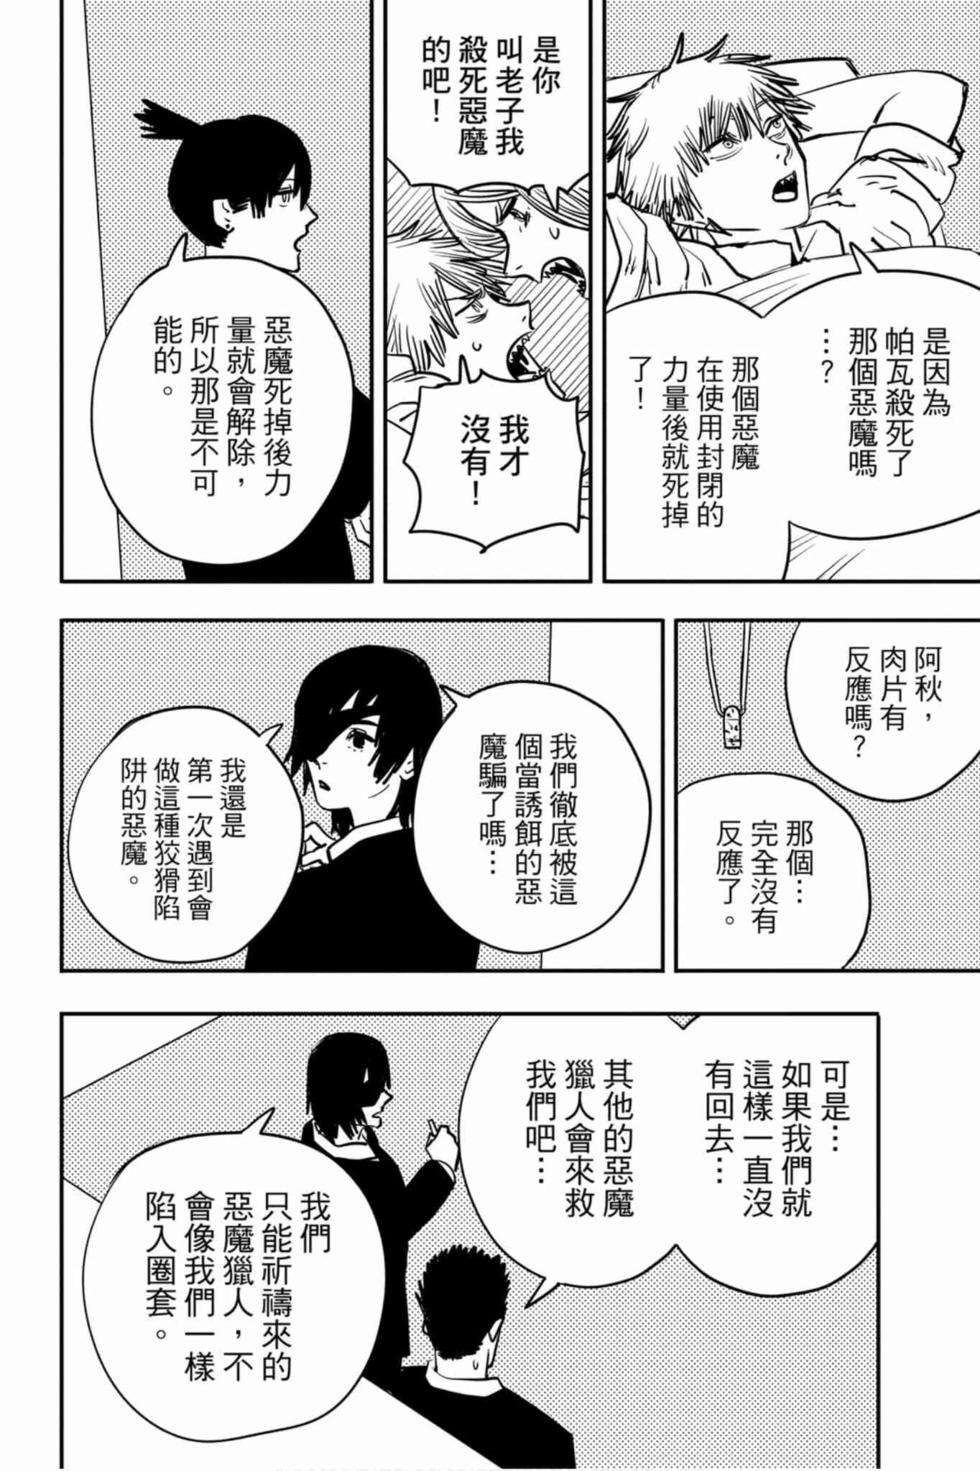 是因為
帕瓦殺死了
那個惡魔嗎
…？
那個惡魔
在使用封閉的
力量後就死掉
了！
是你
叫老子我
殺死惡魔
的吧！
我才
沒有！
惡魔死掉後力
量就會解除，
所以那是不可
能的。
阿秋，
肉片有
反應嗎？
那個…
完全沒有
反應了。
我們徹底被這
個當誘餌的惡
魔騙了嗎…
我還是
第一次遇到會
做這種狡猾陷
阱的惡魔。
可是…
如果我們就
這樣一直沒
有回去…
其他的惡魔
獵人會來救
我們吧…
我們
只能祈禱來的
惡魔獵人，不
會像我們一樣
陷入圈套。